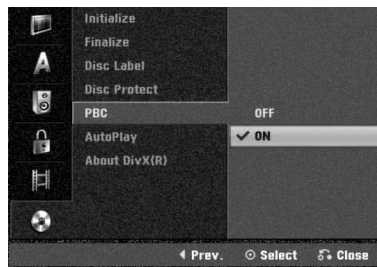 Initialize
Finalize
A
Disc Label
Disc Protect
PBC OFF
AutoPlay ✓ ON
About DivX(R)
Prev. Select Close